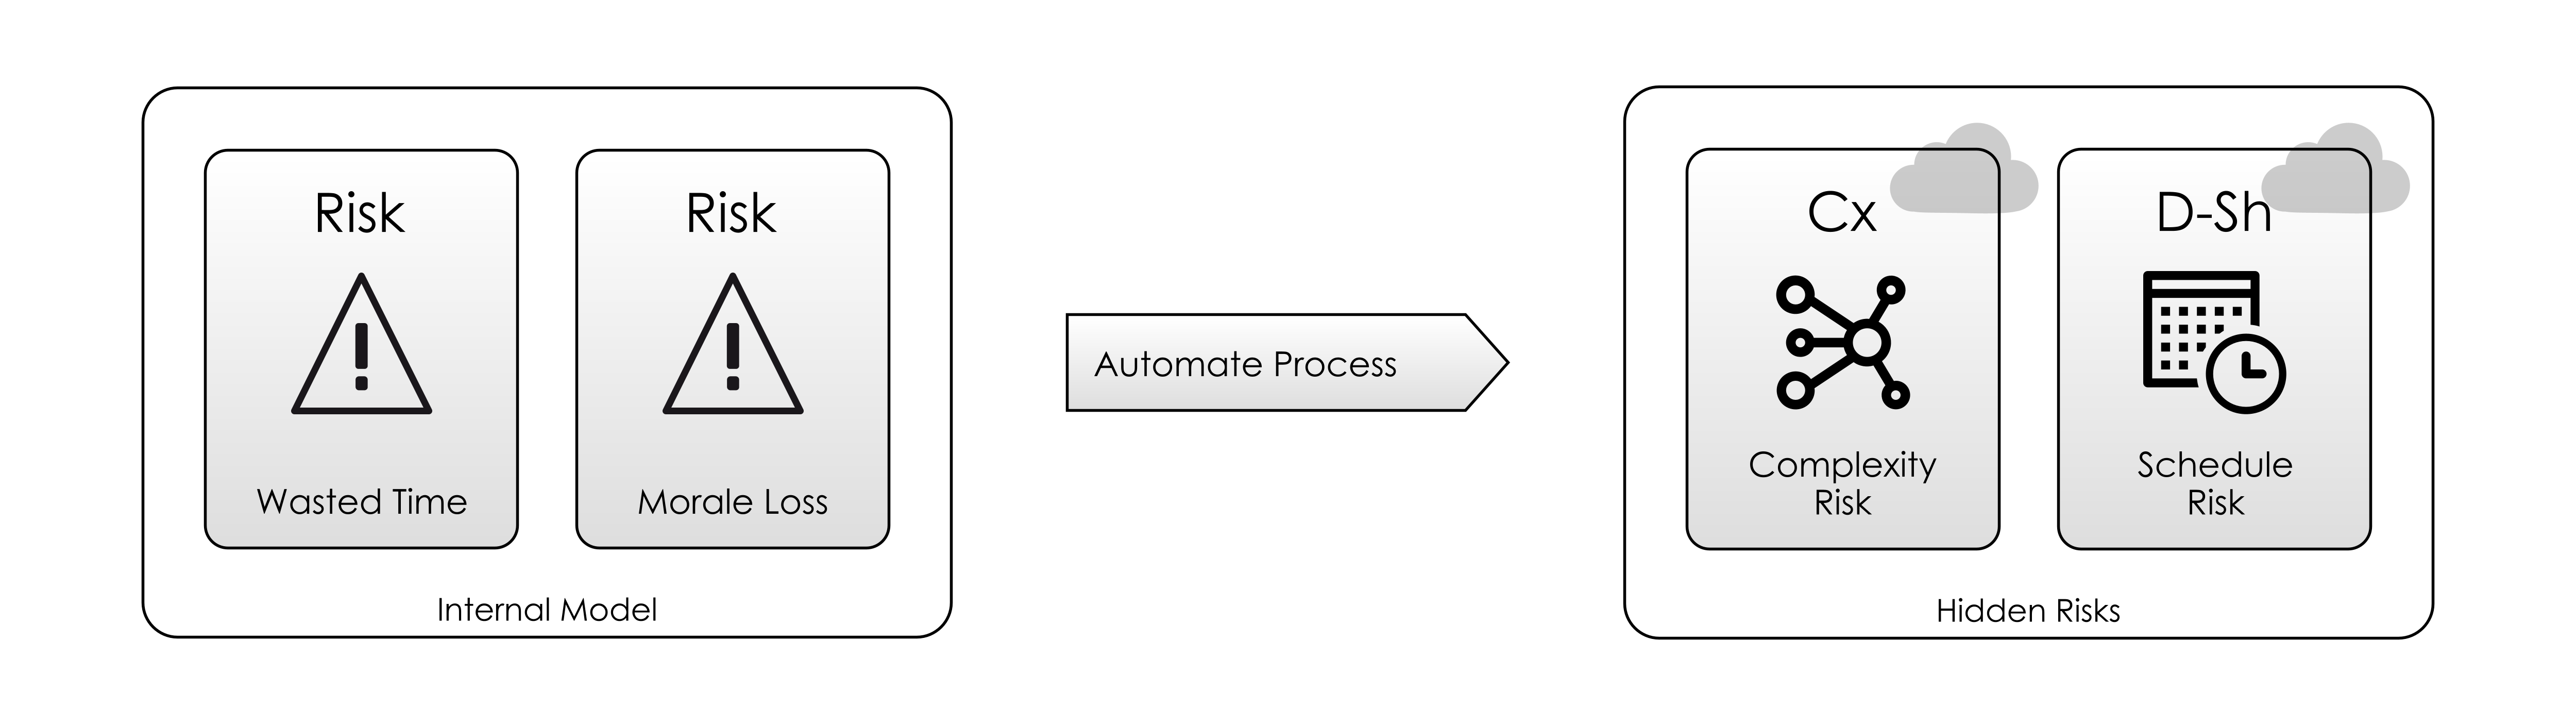 Risk
Wasted Time
Risk
Morale Loss
Internal Model
Automate Process
Cx
Complexity
Risk
D-Sh
Schedule
Risk
Hidden Risks